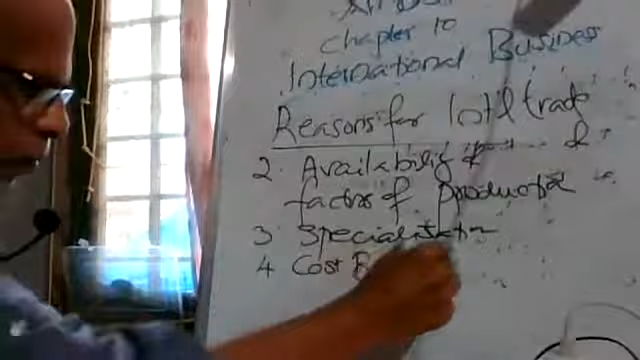 Chapter 10
International Business
Reasons for Int'l trade
2. Availability of
factors of production
3 Specialisation
4 Cost